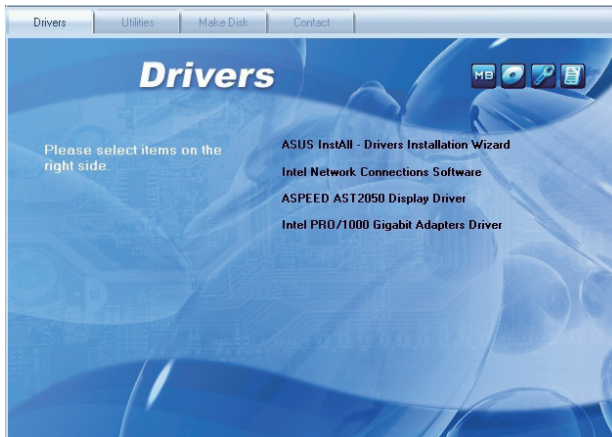 Drivers
Utilities
Make Disk
Contact
Drivers
MB
Please select items on the
right side.
ASUS InstAll - Drivers Installation Wizard
Intel Network Connections Software
ASPEED AST2050 Display Driver
Intel PRO/1000 Gigabit Adapters Driver